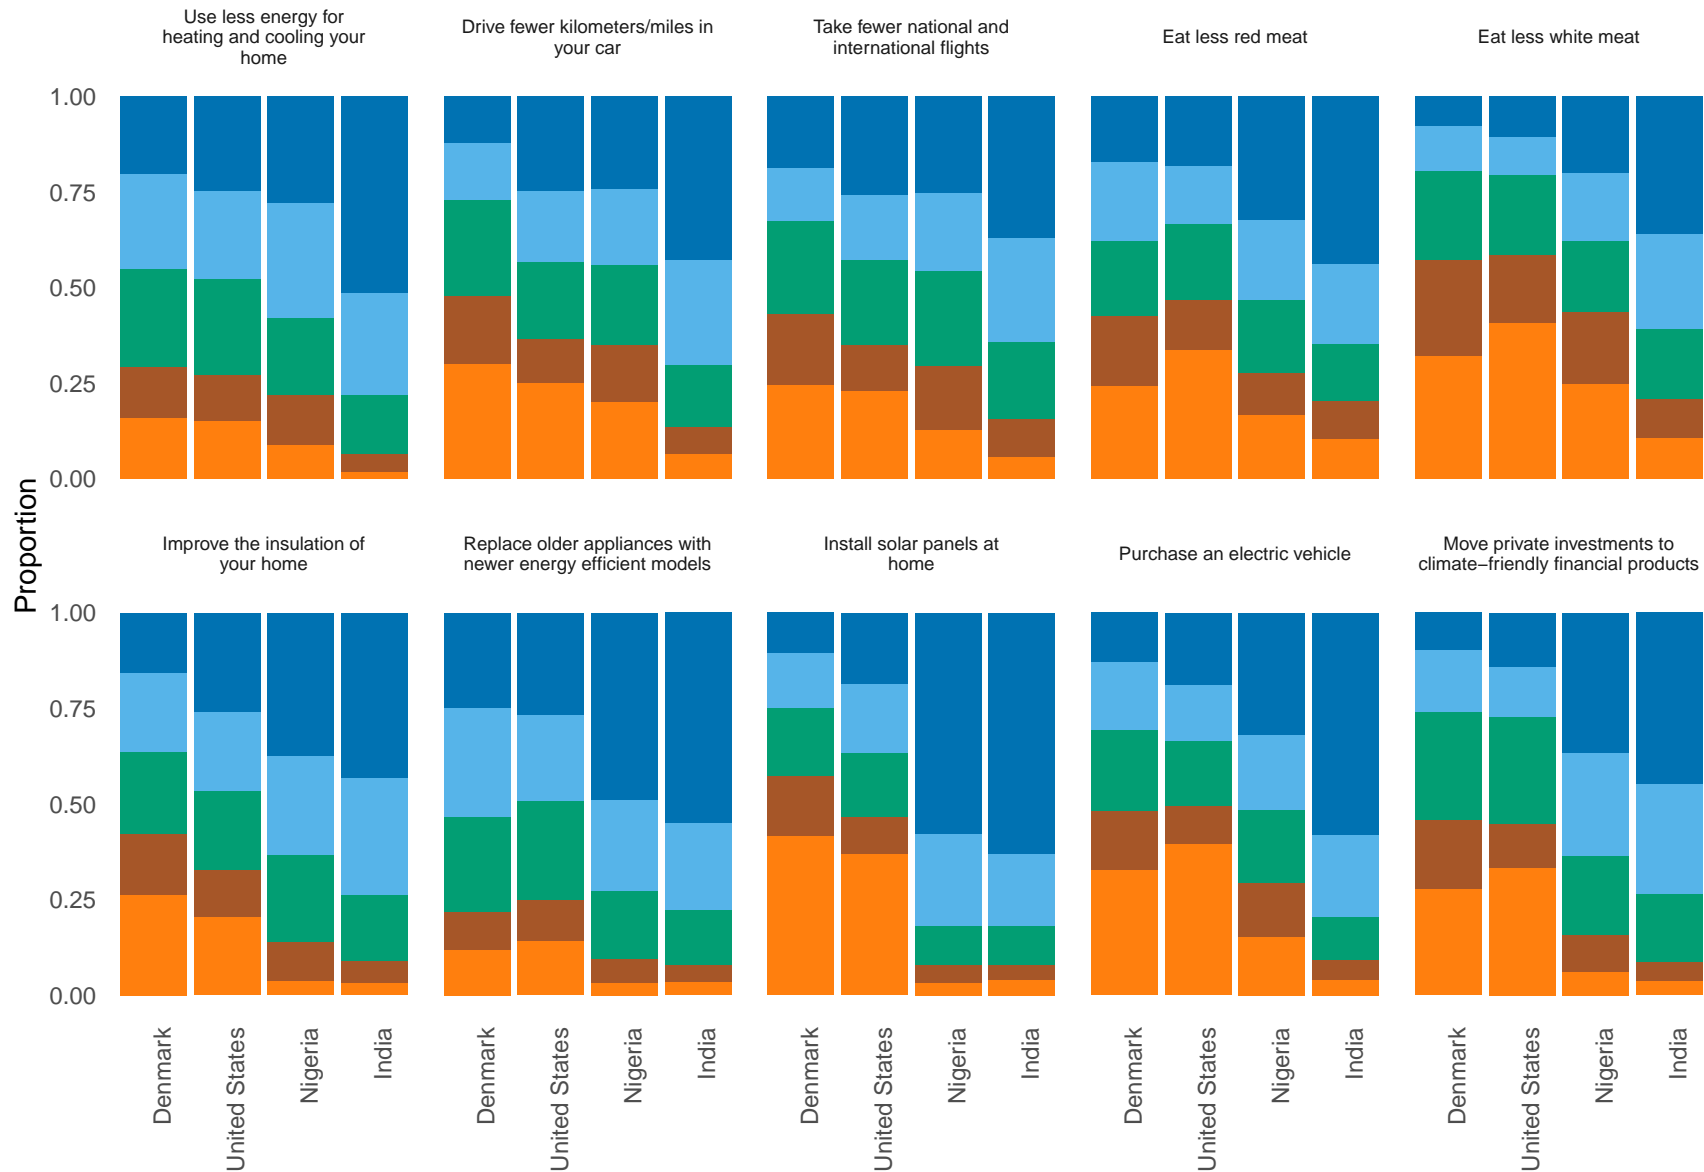 Use less energy for
heating and cooling your
home
Drive fewer kilometers/miles in
your car
Take fewer national and
international flights
Eat less red meat
Eat less white meat
1.00
0.75
0.50
0.25
0.00
Proportion
Improve the insulation of
your home
Replace older appliances with
newer energy efficient models
Install solar panels at
home
Purchase an electric vehicle
Move private investments to
climate−friendly financial products
1.00
0.75
0.50
0.25
0.00
Denmark
United States
Nigeria
India
Denmark
United States
Nigeria
India
Denmark
United States
Nigeria
India
Denmark
United States
Nigeria
India
Denmark
United States
Nigeria
India